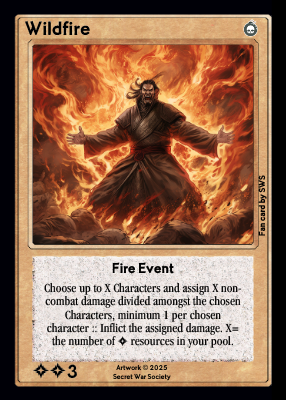 Wildfire
Fan card by SWS
Fire Event
Choose up to X Characters and assign X non-
combat damage divided amongst the chosen
Characters, minimum 1 per chosen
character :: Inflict the assigned damage. X=
the number of resources in your pool.
3
Artwork © 2025
Secret War Society